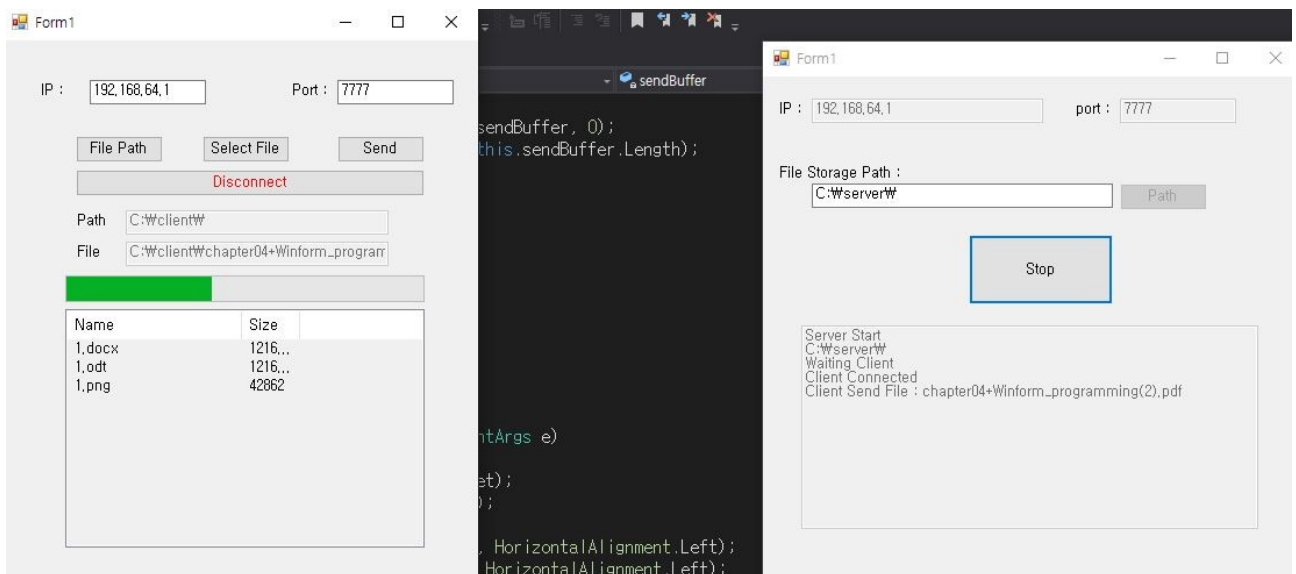 Form1
IP : 192,168,64,1 Port : 7777
File Path Select File Send
Disconnect
Path C:₩client₩
File C:₩client₩chapter04+Winform_program
Name Size
1,docx 1216,,,
1,odt 1216,,,
1,png 42862
sendBuffer
sendBuffer, 0);
this.sendBuffer.Length);
ntArgs e)
et);
);
, HorizontalAlignment.Left);
HorizontalAlignment.Left);
Form1
IP : 192,168,64,1 port : 7777
File Storage Path :
C:₩server₩ Path
Stop
Server Start
C:₩server₩
Waiting Client
Client Connected
Client Send File : chapter04+Winform_programming(2),pdf